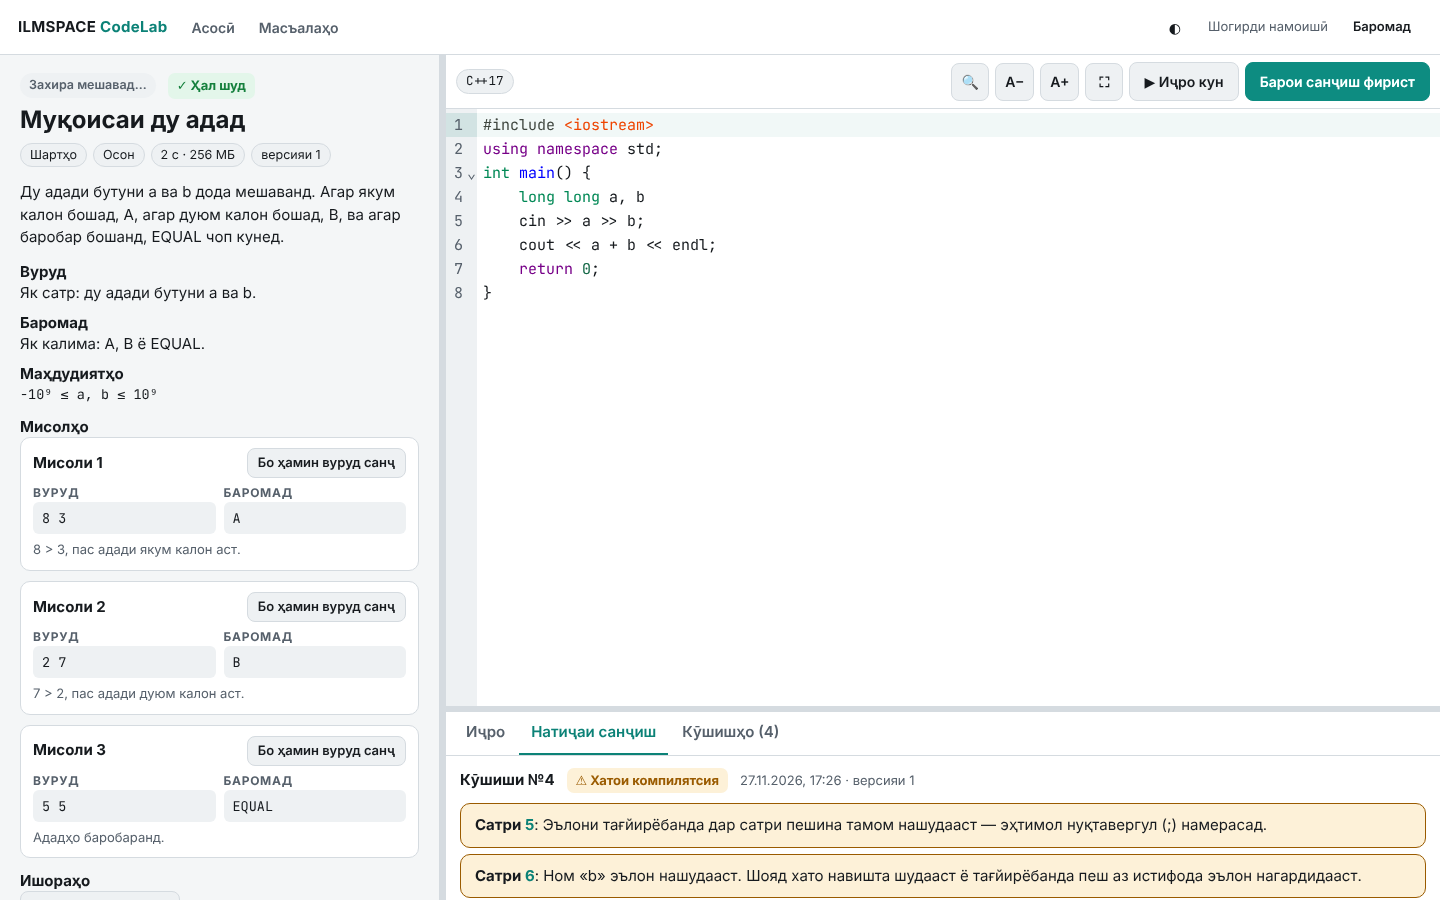 ILMSPACE CodeLab Асосӣ Масъалаҳо Шогирди намоишӣ Баромад
Захира мешавад... ✓ Ҳал шуд
Муқоисаи ду адад
Шартҳо Осон 2 с · 256 МБ версияи 1
Ду адади бутуни a ва b дода мешаванд. Агар якум
калон бошад, A, агар дуюм калон бошад, B, ва агар
баробар бошанд, EQUAL чоп кунед.
Вуруд
Як сатр: ду адади бутуни a ва b.
Баромад
Як калима: A, B ё EQUAL.
Маҳдудиятҳо
-10⁹ ≤ a, b ≤ 10⁹
Мисолҳо
Мисоли 1 Бо ҳамин вуруд санҷ
ВУРУД БАРОМАД
8 3 A
8 > 3, пас адади якум калон аст.
Мисоли 2 Бо ҳамин вуруд санҷ
ВУРУД БАРОМАД
2 7 B
7 > 2, пас адади дуюм калон аст.
Мисоли 3 Бо ҳамин вуруд санҷ
ВУРУД БАРОМАД
5 5 EQUAL
Ададҳо баробаранд.
Ишораҳо
C++17 A− A+ ▶ Иҷро кун Барои санҷиш фирист
1 #include <iostream>
2 using namespace std;
3 int main() {
4 long long a, b
5 cin >> a >> b;
6 cout << a + b << endl;
7 return 0;
8 }
Иҷро Натиҷаи санҷиш Кӯшишҳо (4)
Кӯшиши №4 ⚠ Хатои компилятсия 27.11.2026, 17:26 · версияи 1
Сатри 5: Эълони тағйирёбанда дар сатри пешина тамом нашудааст — эҳтимол нуқтавергул (;) намерасад.
Сатри 6: Ном «b» эълон нашудааст. Шояд хато навишта шудааст ё тағйирёбанда пеш аз истифода эълон нагардидааст.